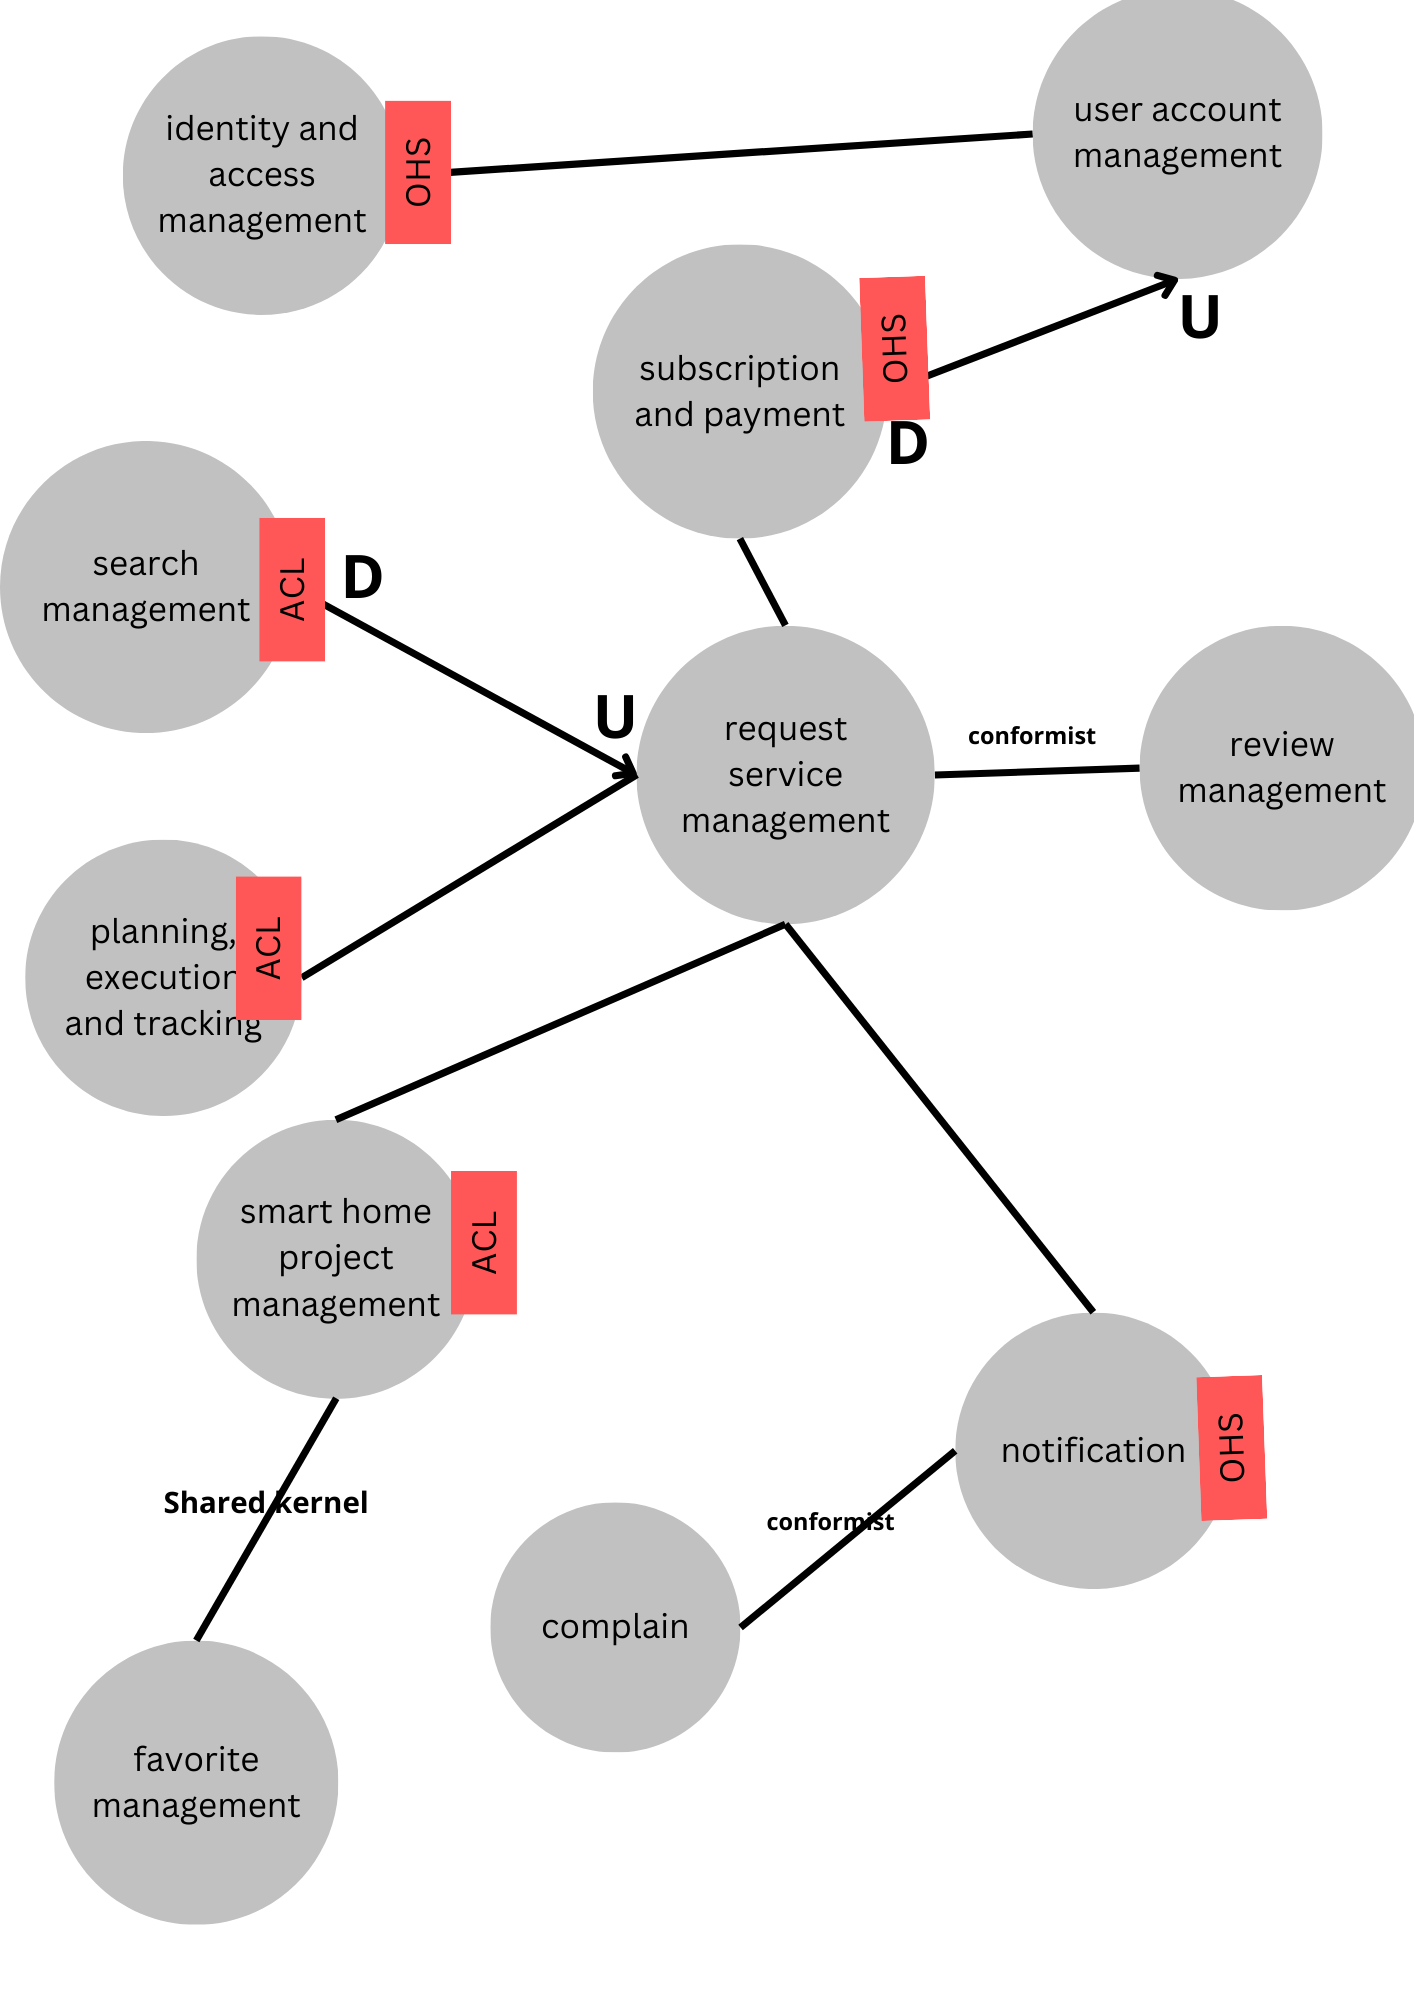 identity and
access
management
OHS
user account
management
U
subscription
and payment
OHS
D
search
management
ACL
D
U
request
service
management
conformist
review
management
planning,
execution
and tracking
ACL
smart home
project
management
ACL
Shared kernel
notification
OHS
conformist
complain
favorite
management